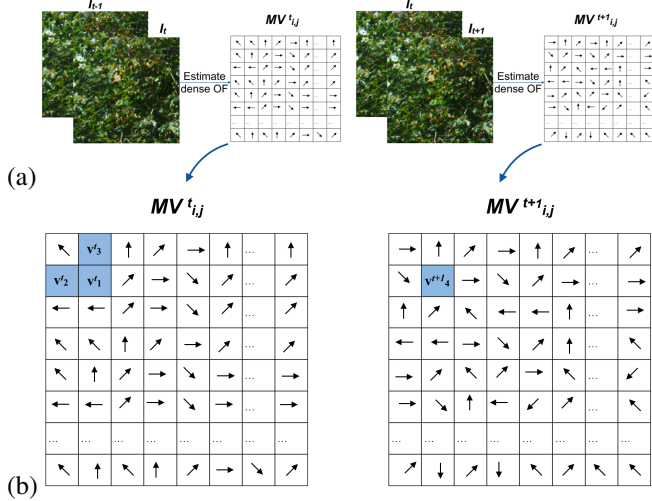 I_{t-1}
I_t
MV^t_{i,j}
Estimate
dense OF
I_t
I_{t+1}
MV^{t+1}_{i,j}
Estimate
dense OF
(a)
MV^t_{i,j}
MV^{t+1}_{i,j}
v^t_3
...
...
v^t_2 v^t_1
...
v^{t+1}_4
...
...
...
...
...
...
...
...
...
...
... ... ... ... ... ... ... ...
... ... ... ... ... ... ... ...
...
...
(b)